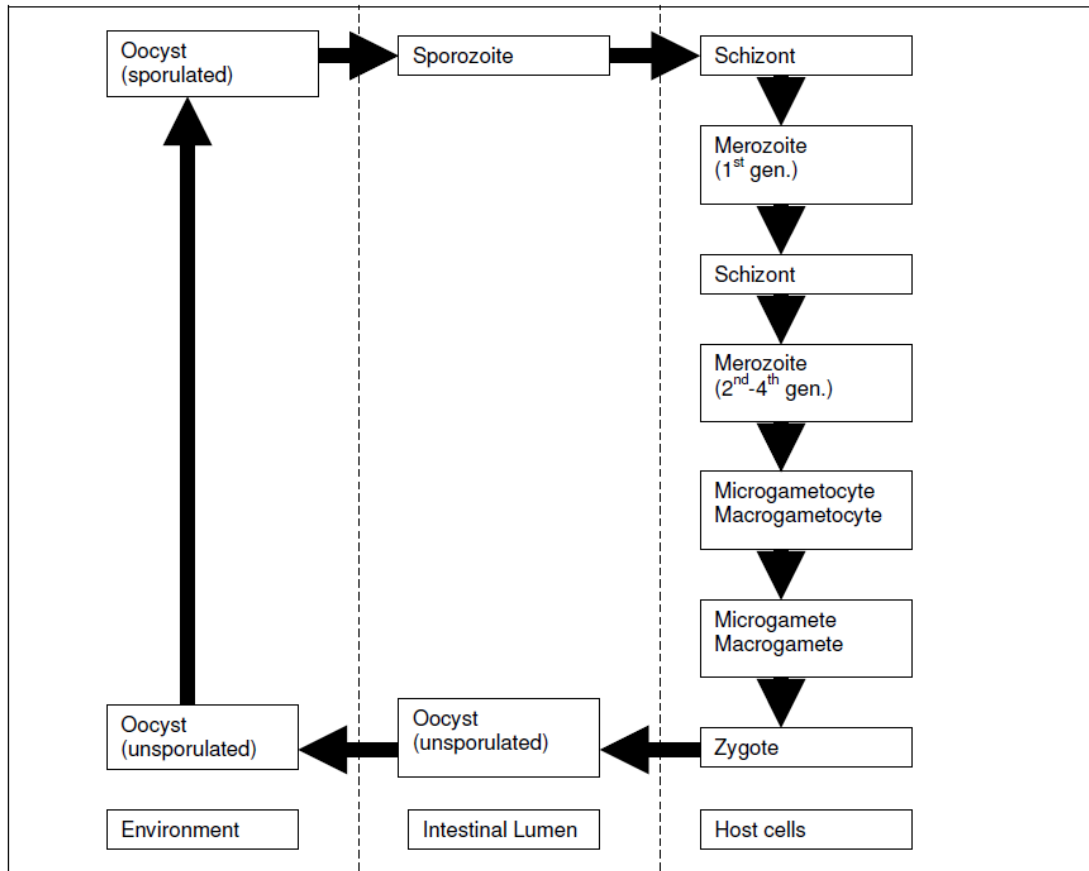 Oocyst
(sporulated)
Sporozoite
Schizont
Merozoite
(1st gen.)
Schizont
Merozoite
(2nd-4th gen.)
Microgametocyte
Macrogametocyte
Microgamete
Macrogamete
Zygote
Oocyst
(unsporulated)
Oocyst
(unsporulated)
Environment
Intestinal Lumen
Host cells